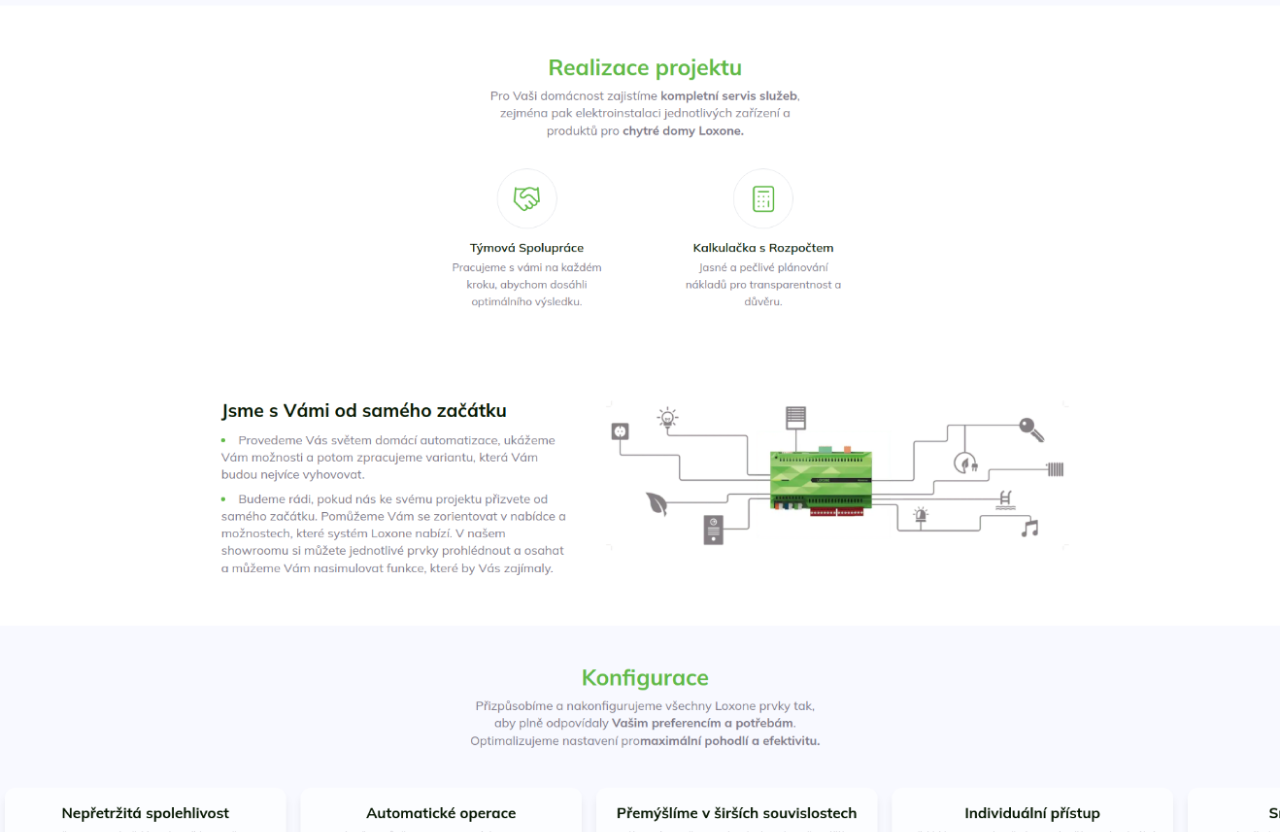 Realizace projektu
Pro Vaši domácnost zajistíme kompletní servis služeb,
zejména pak elektroinstalaci jednotlivých zařízení a
produktů pro chytré domy Loxone.
Týmová Spolupráce
Pracujeme s vámi na každém
kroku, abychom dosáhli
optimálního výsledku.
Kalkulačka s Rozpočtem
Jasné a pečlivé plánování
nákladů pro transparentnost a
důvěru.
Jsme s Vámi od samého začátku
• Provedeme Vás světem domácí automatizace, ukážeme
Vám možnosti a potom zpracujeme variantu, která Vám
budou nejvíce vyhovovat.
• Budeme rádi, pokud nás ke svému projektu přizvete od
samého začátku. Pomůžeme Vám se zorientovat v nabídce a
možnostech, které systém Loxone nabízí. V našem
showroomu si můžete jednotlivé prvky prohlédnout a osahat
a můžeme Vám nasimulovat funkce, které by Vás zajímaly.
Konfigurace
Přizpůsobíme a nakonfigurujeme všechny Loxone prvky tak,
aby plně odpovídaly Vašim preferencím a potřebám.
Optimalizujeme nastavení promaximální pohodlí a efektivitu.
Nepřetržitá spolehlivost
Automatické operace
Přemýšlíme v širších souvislostech
Individuální přístup